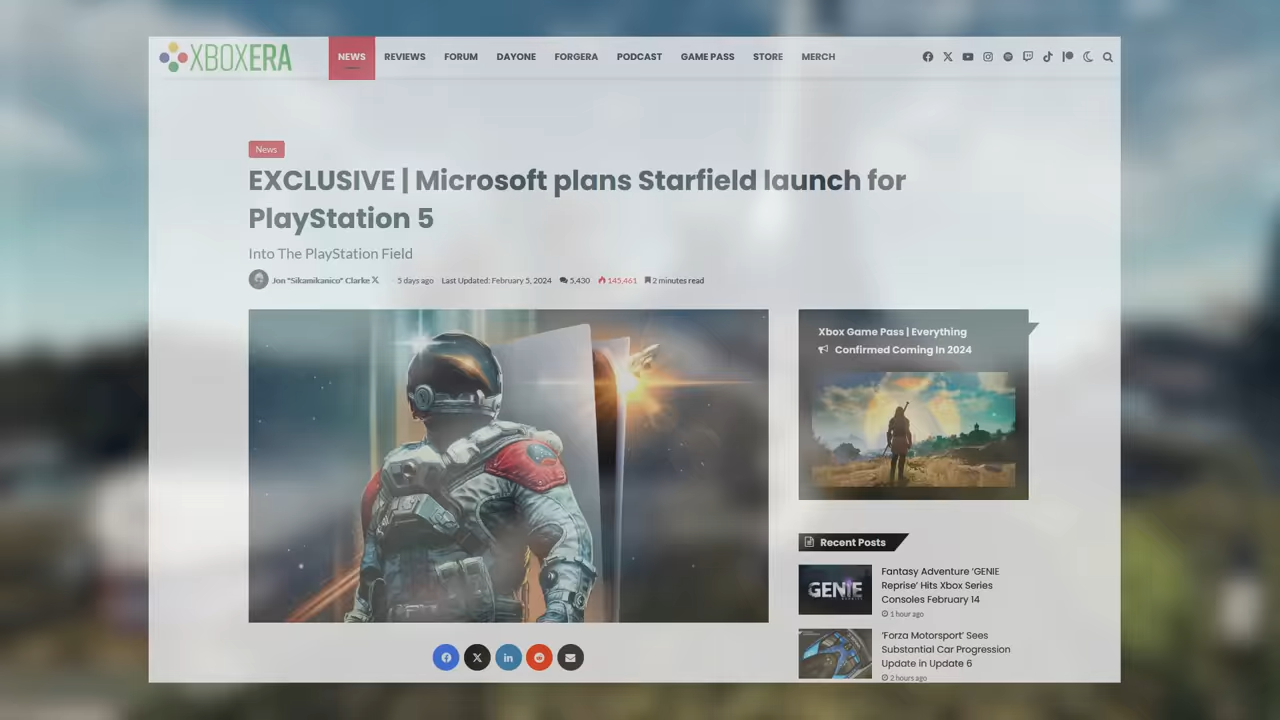 XBOXERA
NEWS REVIEWS FORUM DAYONE FORGERA PODCAST GAME PASS STORE MERCH
News
EXCLUSIVE | Microsoft plans Starfield launch for
PlayStation 5
Into The PlayStation Field
Jon "Sikamikanico" Clarke 5 days ago Last Updated: February 5, 2024 5,430 145,461 2 minutes read
Xbox Game Pass | Everything
Confirmed Coming In 2024
Recent Posts
GENIE
Fantasy Adventure ‘GENIE
Reprise’ Hits Xbox Series
Consoles February 14
1 hour ago
‘Forza Motorsport’ Sees
Substantial Car Progression
Update in Update 6
2 hours ago